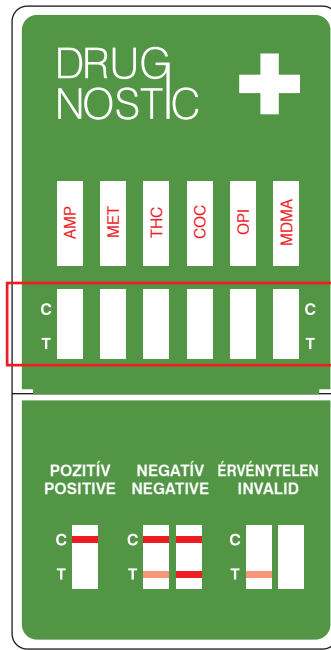 DRUG
NOSTIC
AMP MET THC COC OPI MDMA
C C
T T
POZITÍV NEGATÍV ÉRVÉNYTELEN
POSITIVE NEGATIVE INVALID
C C C
T T T